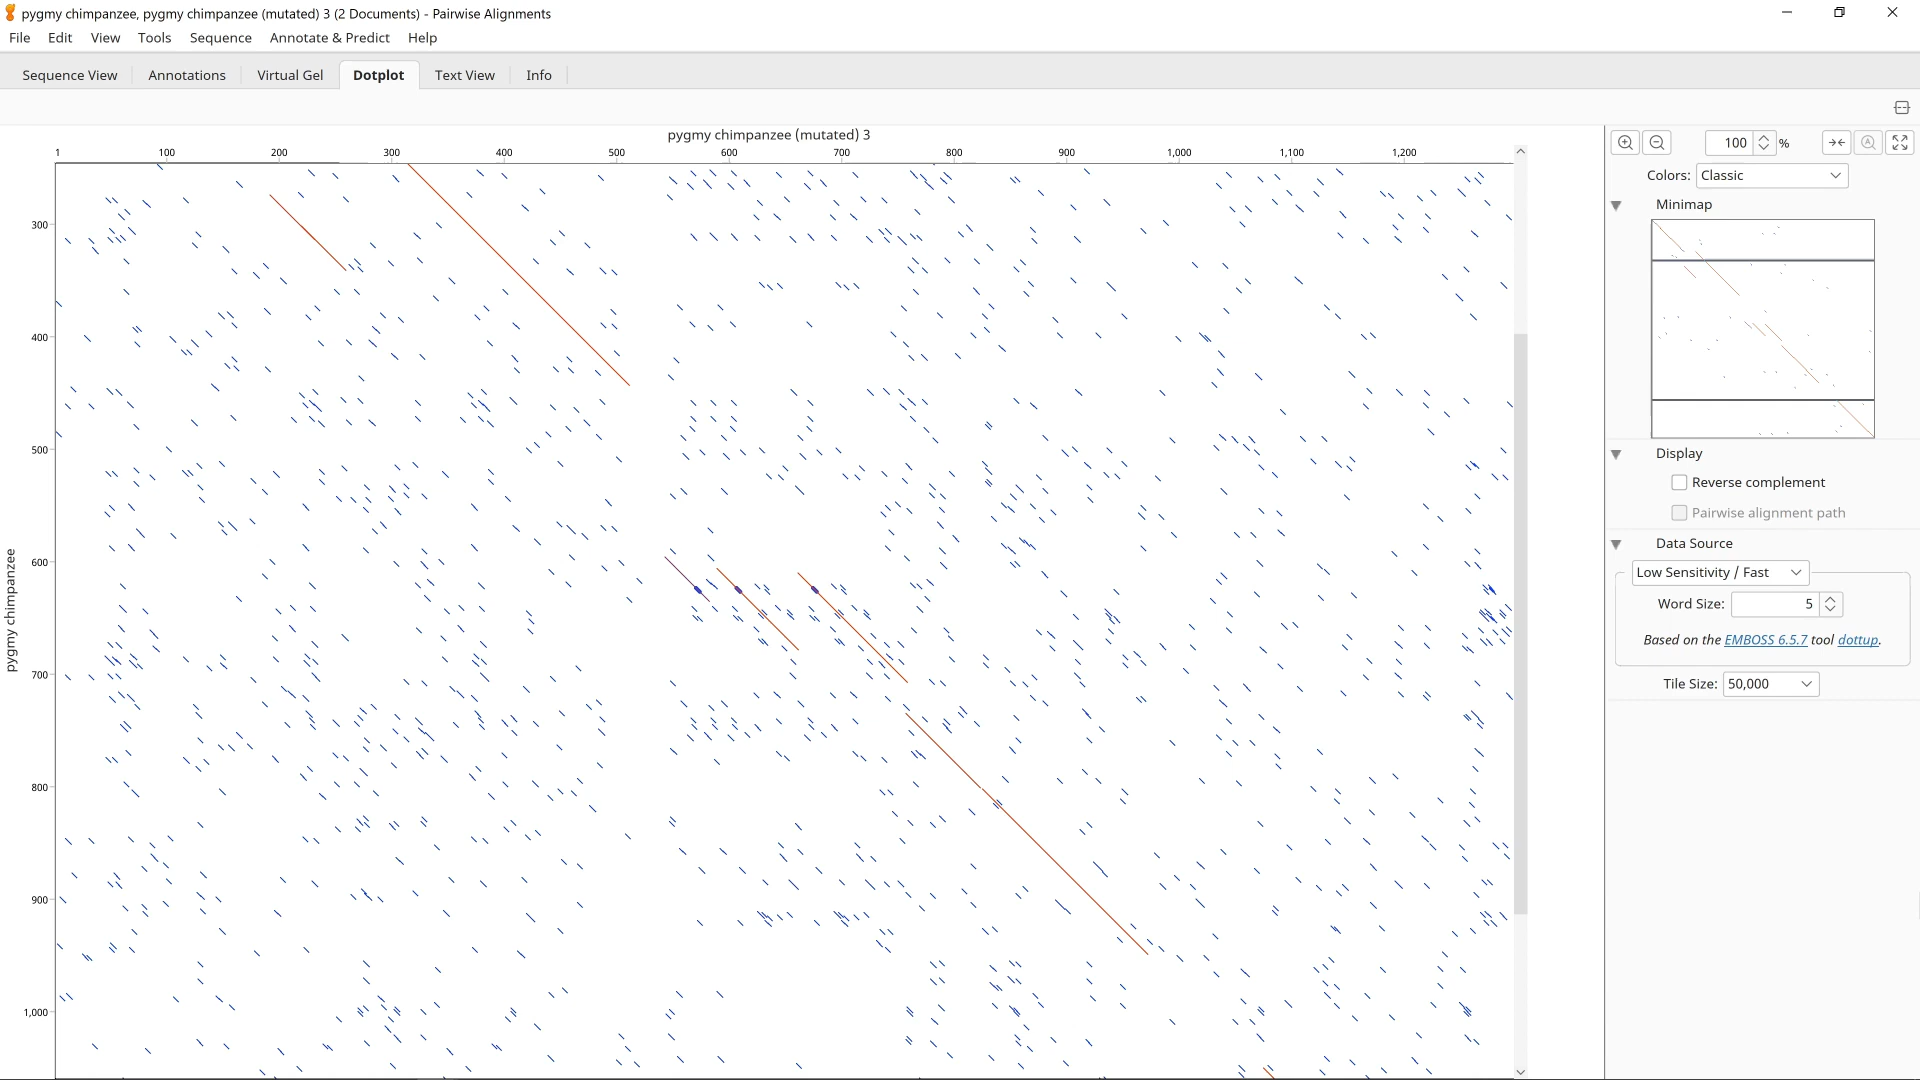 pygmy chimpanzee, pygmy chimpanzee (mutated) 3 (2 Documents) - Pairwise Alignments
File Edit View Tools Sequence Annotate & Predict Help
Sequence View Annotations Virtual Gel Dotplot Text View Info
pygmy chimpanzee (mutated) 3
1 100 200 300 400 500 600 700 800 900 1,000 1,100 1,200
300
400
500
600
700
800
900
1,000
pygmy chimpanzee
100 %
Colors: Classic
Minimap
Display
Reverse complement
Pairwise alignment path
Data Source
Low Sensitivity / Fast
Word Size: 5
Based on the EMBOSS 6.5.7 tool dottup.
Tile Size: 50,000